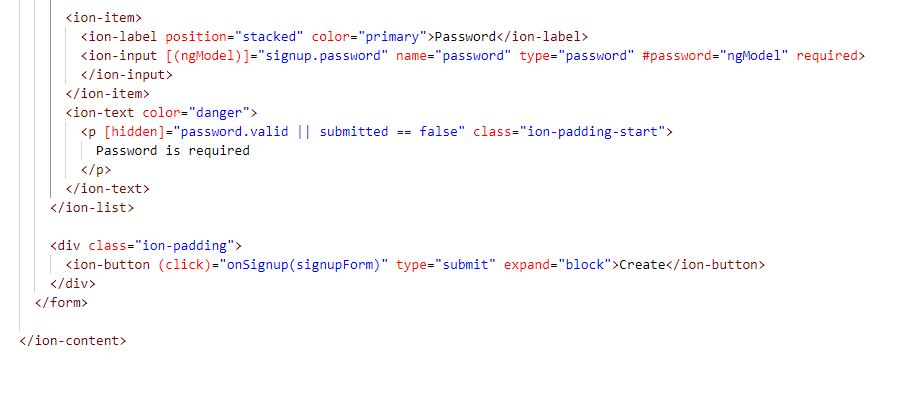 <ion-item>
<ion-label position="stacked" color="primary">Password</ion-label>
<ion-input [(ngModel)]="signup.password" name="password" type="password" #password="ngModel" required>
</ion-input>
</ion-item>
<ion-text color="danger">
<p [hidden]="password.valid || submitted == false" class="ion-padding-start">
Password is required
</p>
</ion-text>
</ion-list>
<div class="ion-padding">
<ion-button (click)="onSignup(signupForm)" type="submit" expand="block">Create</ion-button>
</div>
</form>
</ion-content>